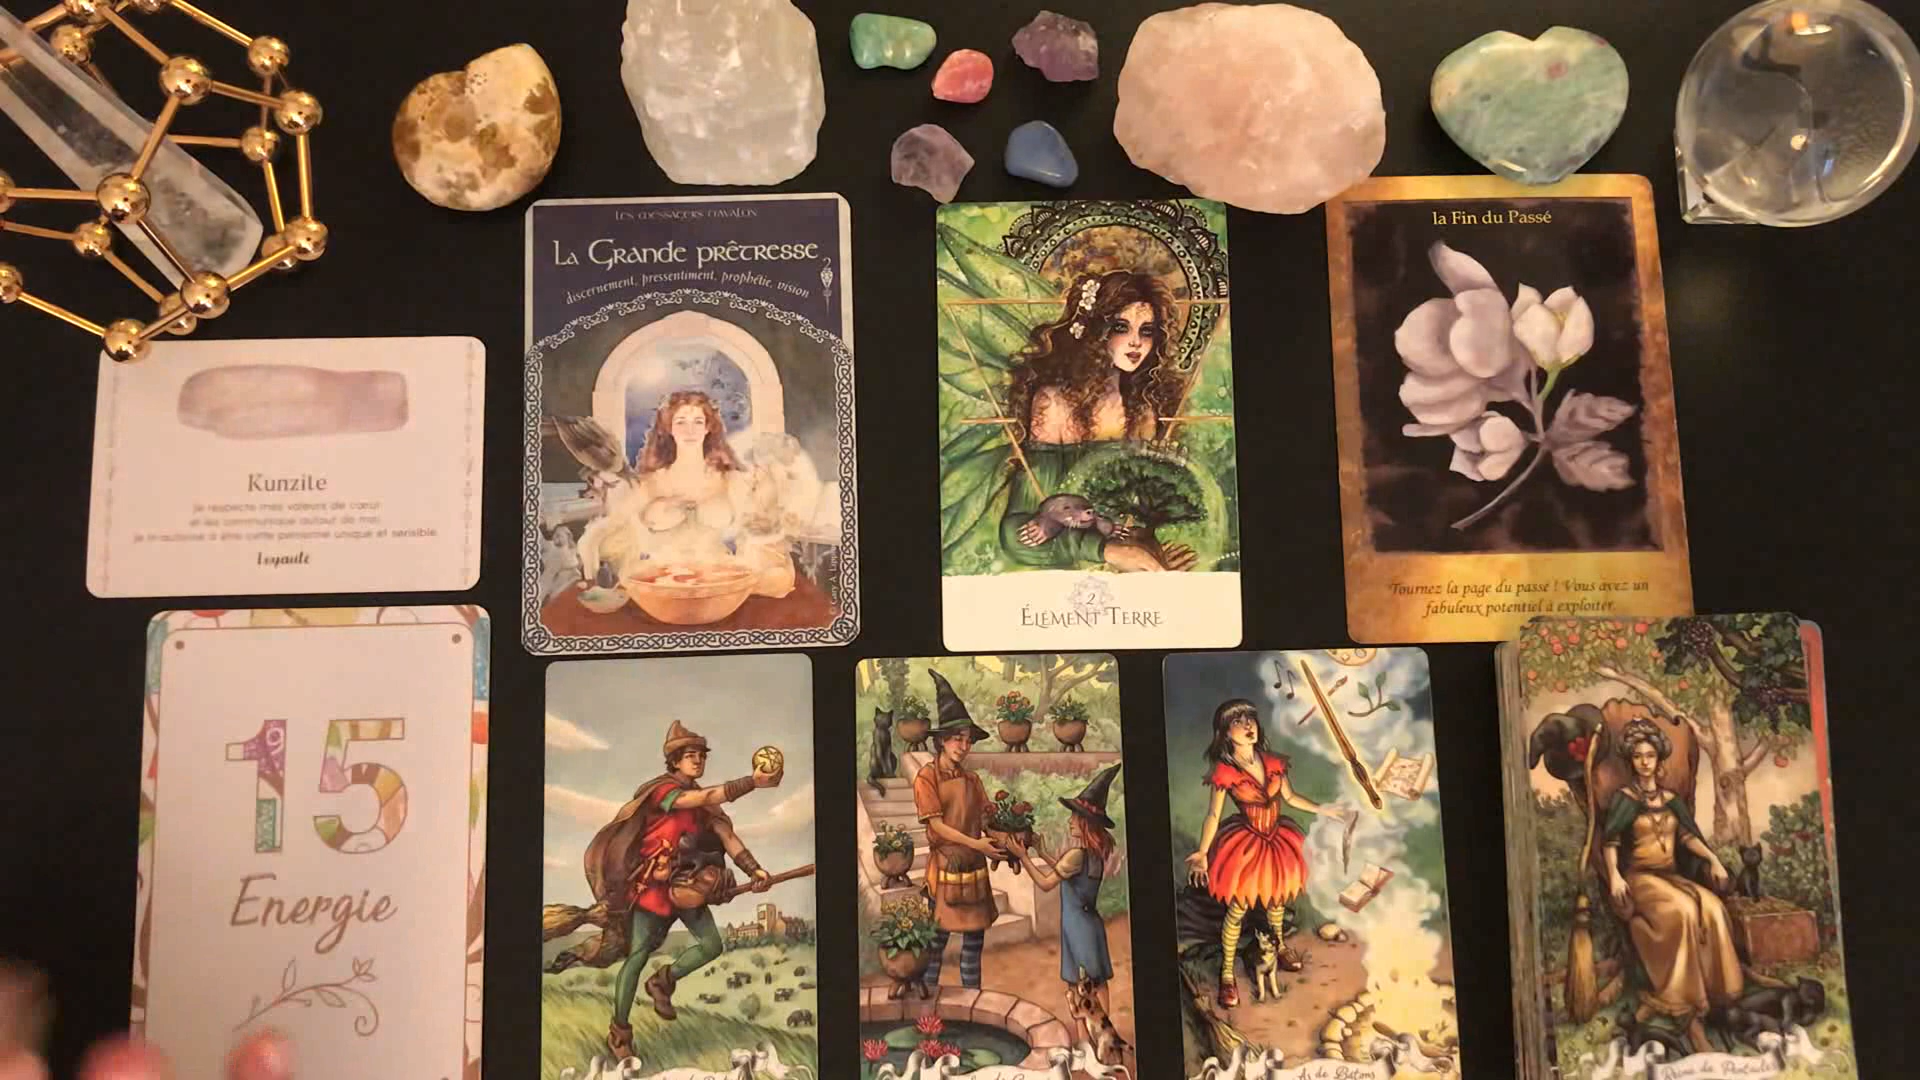 Les Messagers d'Avalon
La Grande prêtresse
discernement, pressentiment, prophétie, vision
la Fin du Passé
Kunzite
Je respecte mes valeurs de cœur
et les communique autour de moi.
Je m'autorise à être cette personne unique et sensible.
Loyauté
2
Élément Terre
Tournez la page du passé ! Vous avez un
fabuleux potentiel à exploiter.
15
Energie
As de Bâtons
Reine de Pentacles